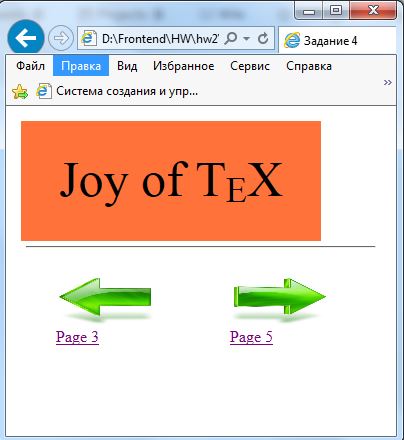 D:\Frontend\HW\hw2\
Задание 4
Файл Правка Вид Избранное Сервис Справка
Система создания и упр...
Joy of TEX
Page 3 Page 5